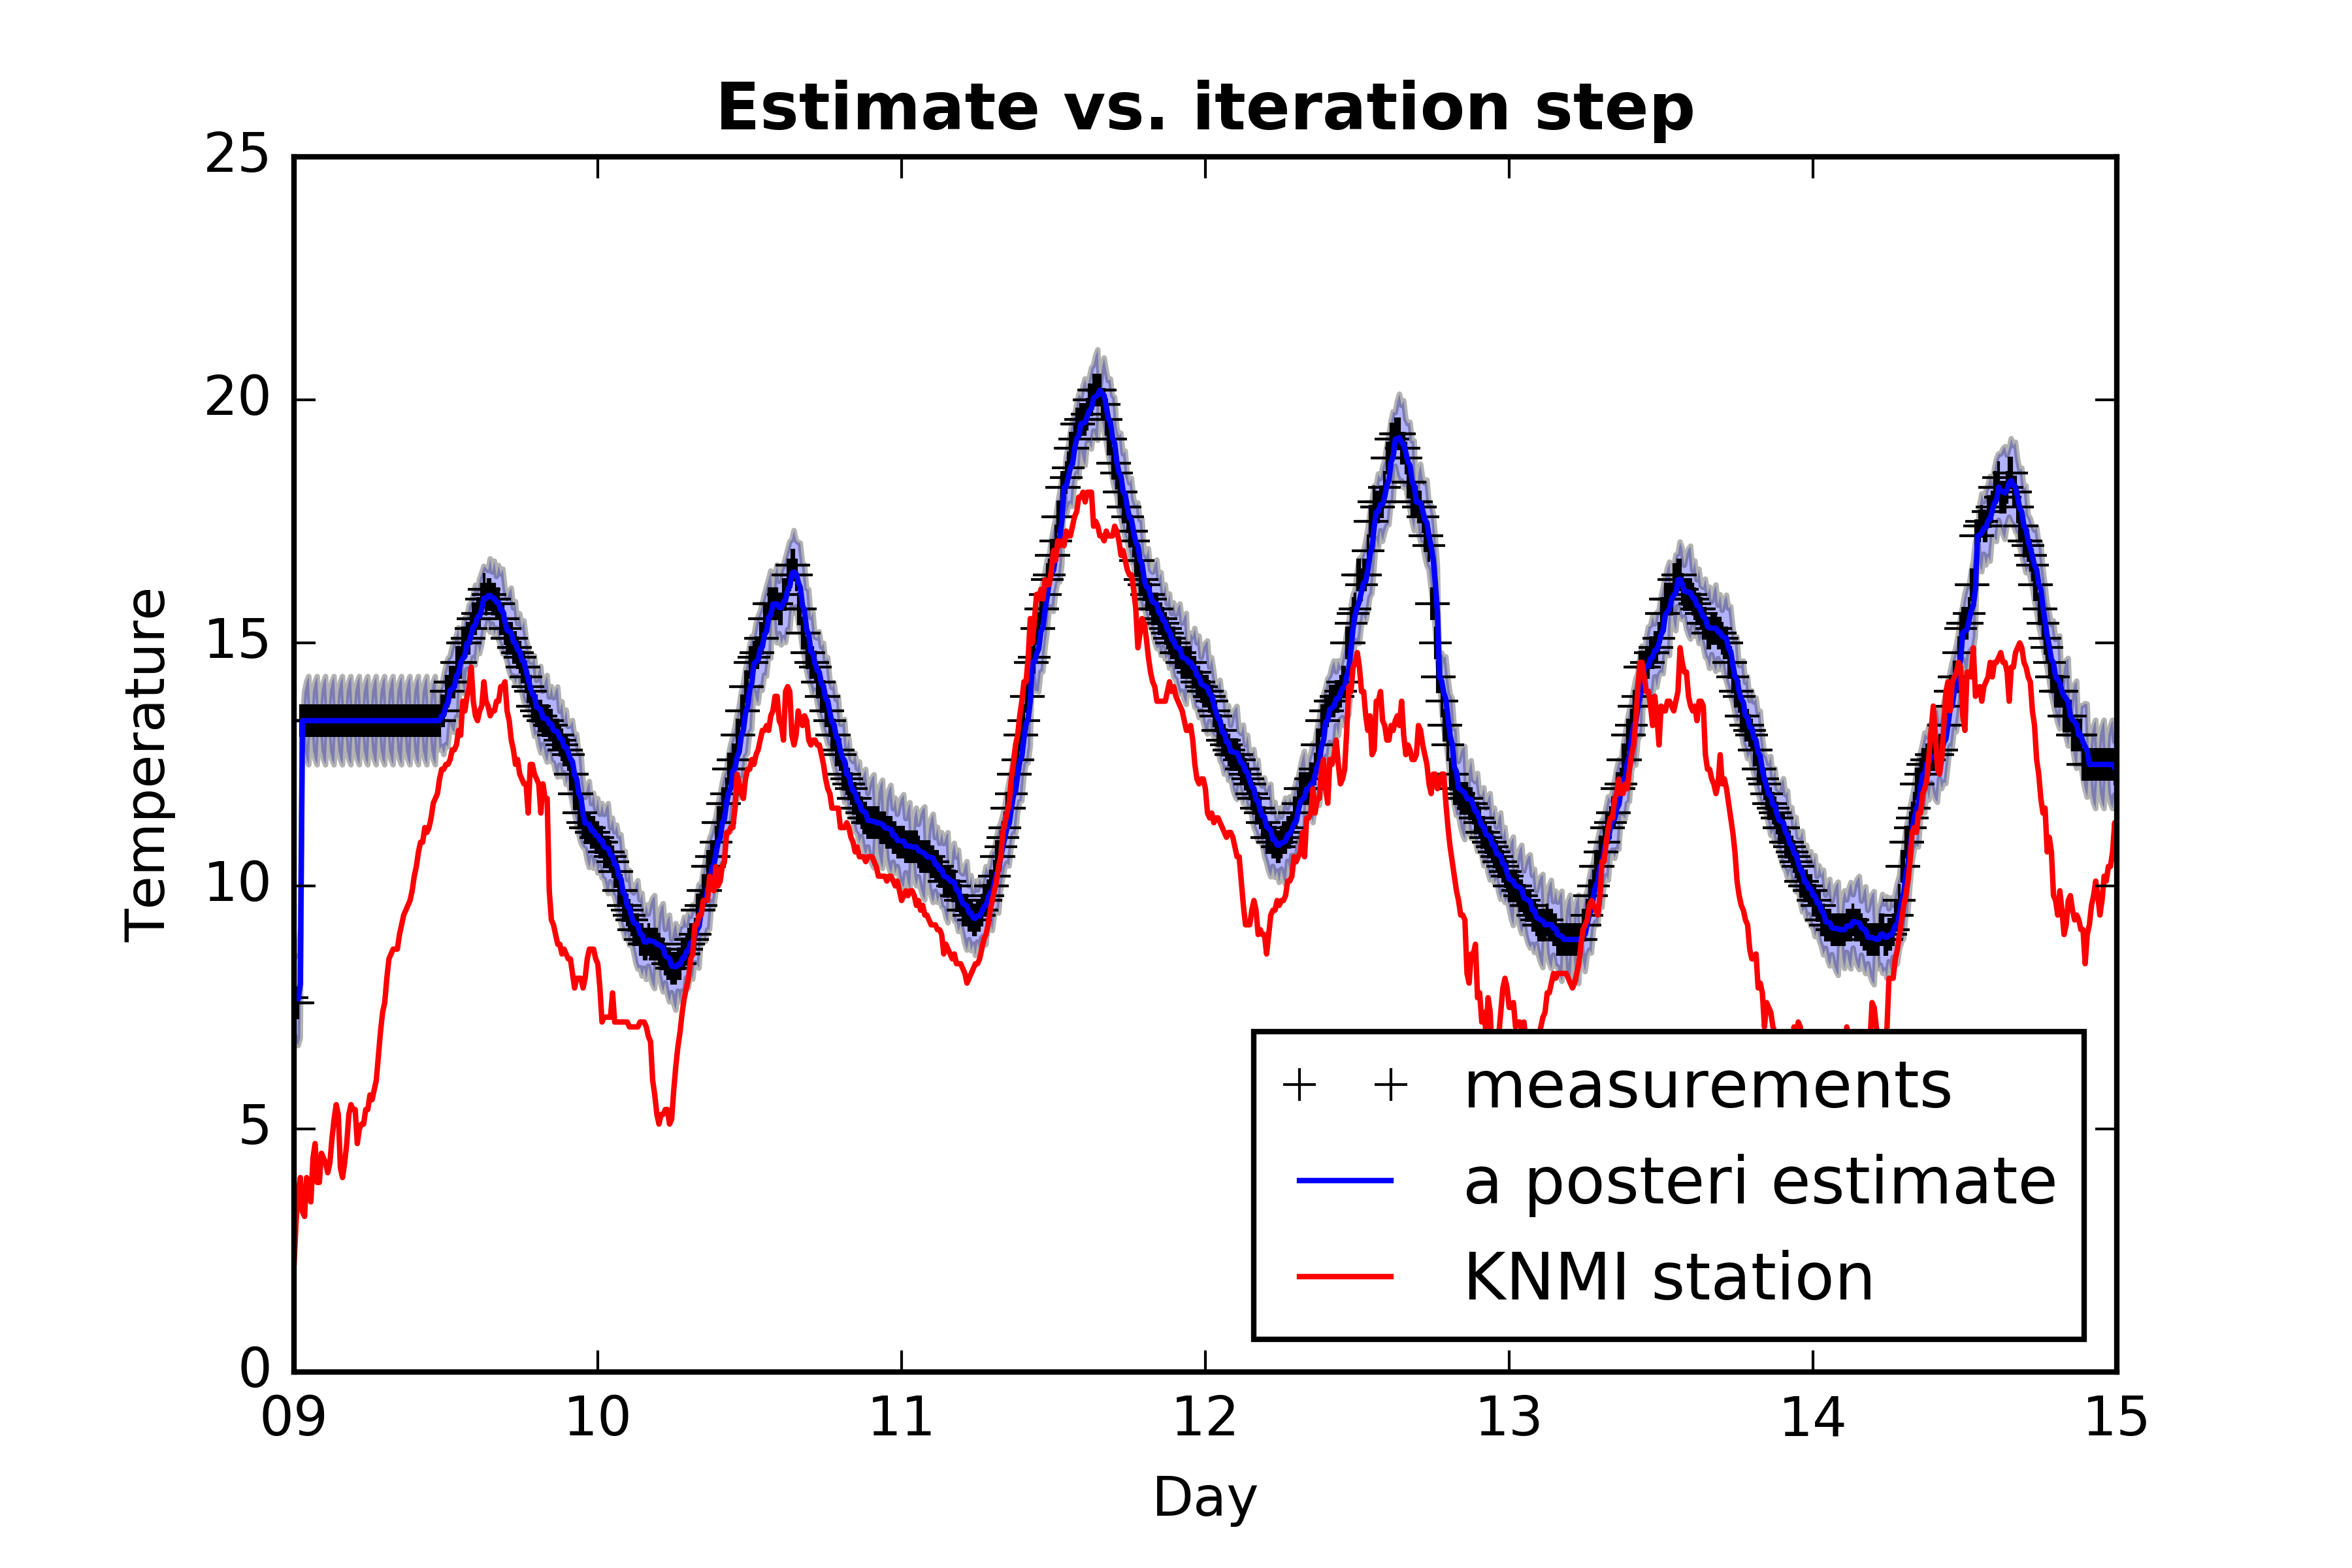 Estimate vs. iteration step
25
20
15
10
5
0
Temperature
measurements
a posteri estimate
KNMI station
09 10 11 12 13 14 15
Day